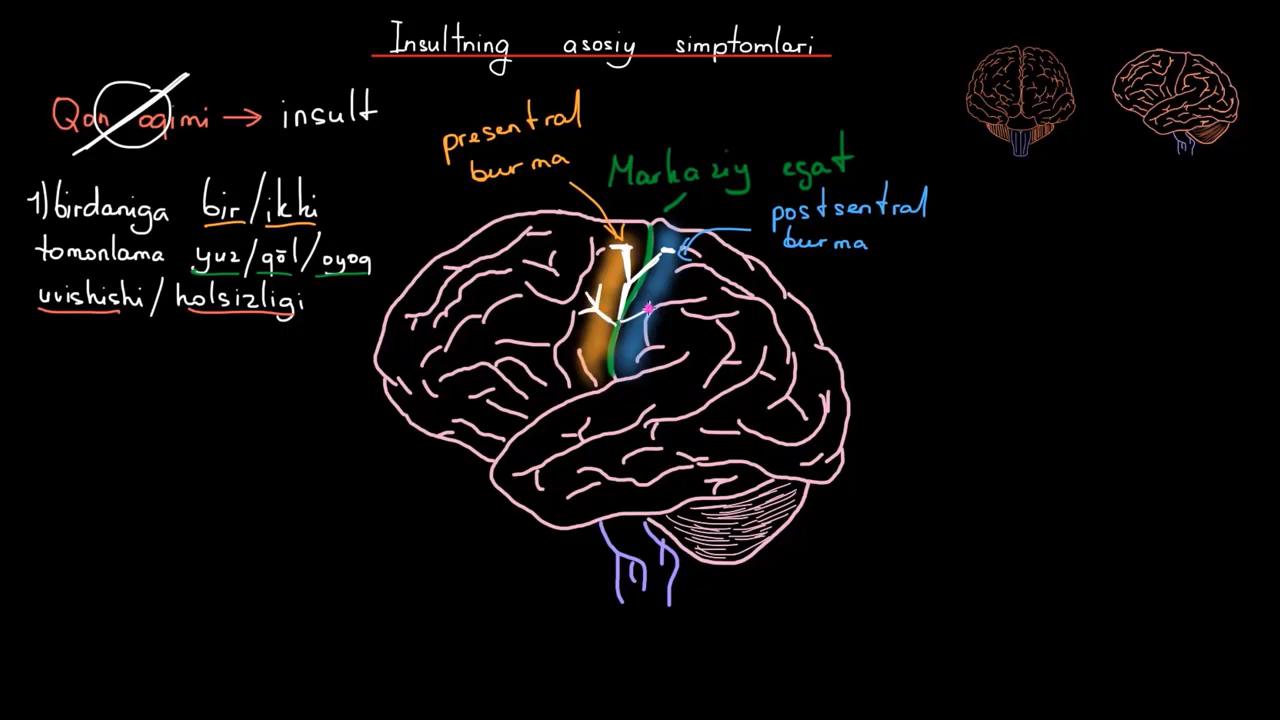 Insultning asosiy simptomlari
Qon oqimi → insult
1) birdaniga bir/ikki
tomonlama yuz/qōl/oyoq
uvishishi/holsizligi
presentral
burma
Markaziy egat
postsentral
burma